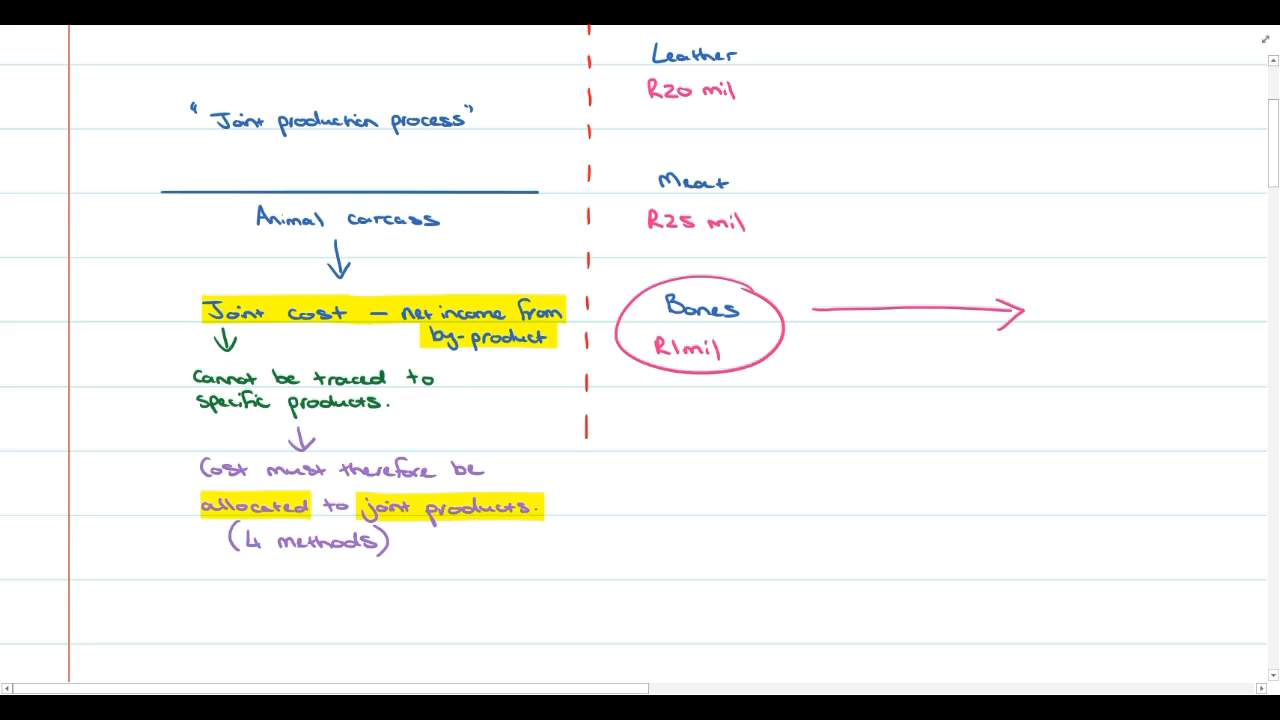 "Joint production process"
Animal carcass
Joint cost – net income from
by-product
Cannot be traced to
specific products.
Cost must therefore be
allocated to joint products.
(4 methods)
Leather
R20 mil
Meat
R25 mil
Bones
R1mil